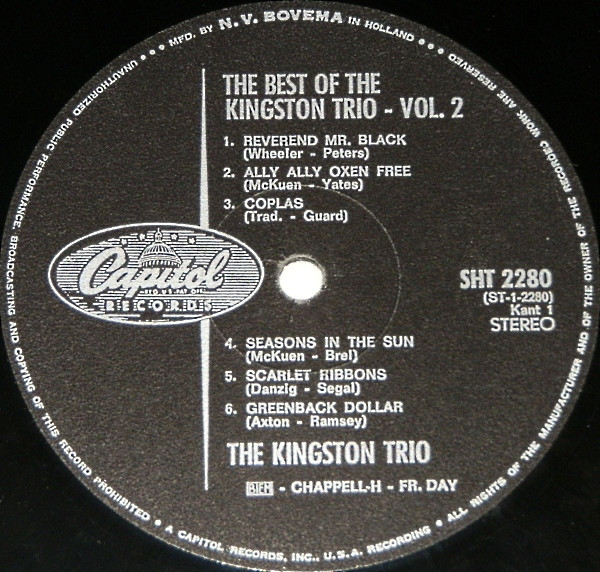 MFD. BY N.V. BOVEMA IN HOLLAND
THE BEST OF THE
KINGSTON TRIO - VOL. 2
1. REVEREND MR. BLACK
(Wheeler - Peters)
2. ALLY ALLY OXEN FREE
(McKuen - Yates)
3. COPLAS
(Trad. - Guard)
Capitol
RECORDS
SHT 2280
(ST-1-2280)
Kant 1
STEREO
4. SEASONS IN THE SUN
(McKuen - Brel)
5. SCARLET RIBBONS
(Danzig - Segal)
6. GREENBACK DOLLAR
(Axton - Ramsey)
THE KINGSTON TRIO
BIEM - CHAPPELL-H - FR. DAY
UNAUTHORIZED PUBLIC PERFORMANCE, BROADCASTING AND COPYING OF THIS RECORD PROHIBITED • A CAPITOL RECORDS, INC., U.S.A. RECORDING • ALL RIGHTS OF THE MANUFACTURER AND OF THE OWNER OF THE RECORDED WORK ARE RESERVED